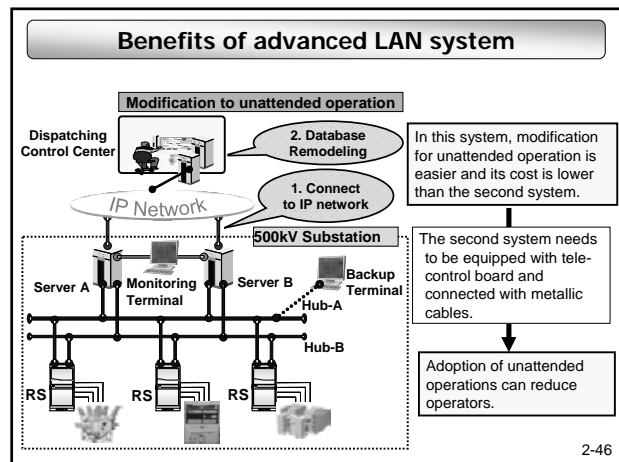 Benefits of advanced LAN system
Modification to unattended operation
Dispatching
Control Center
2. Database
Remodeling
IP Network
1. Connect
to IP network
500kV Substation
Server A
Monitoring
Terminal
Server B
Backup
Terminal
Hub-A
Hub-B
RS
RS
RS
In this system, modification
for unattended operation is
easier and its cost is lower
than the second system.
The second system needs
to be equipped with tele-
control board and
connected with metallic
cables.
Adoption of unattended
operations can reduce
operators.
2-46